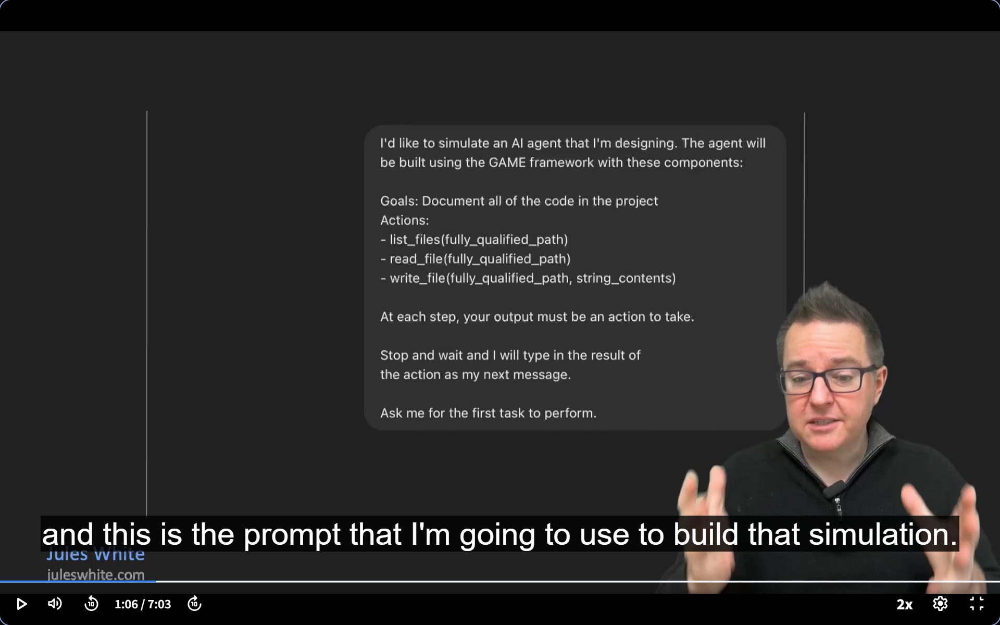 I'd like to simulate an AI agent that I'm designing. The agent will
be built using the GAME framework with these components:
Goals: Document all of the code in the project
Actions:
- list_files(fully_qualified_path)
- read_file(fully_qualified_path)
- write_file(fully_qualified_path, string_contents)
At each step, your output must be an action to take.
Stop and wait and I will type in the result of
the action as my next message.
Ask me for the first task to perform.
and this is the prompt that I'm going to use to build that simulation.
Jules White
juleswhite.com
10
1:06 / 7:03
10
2x